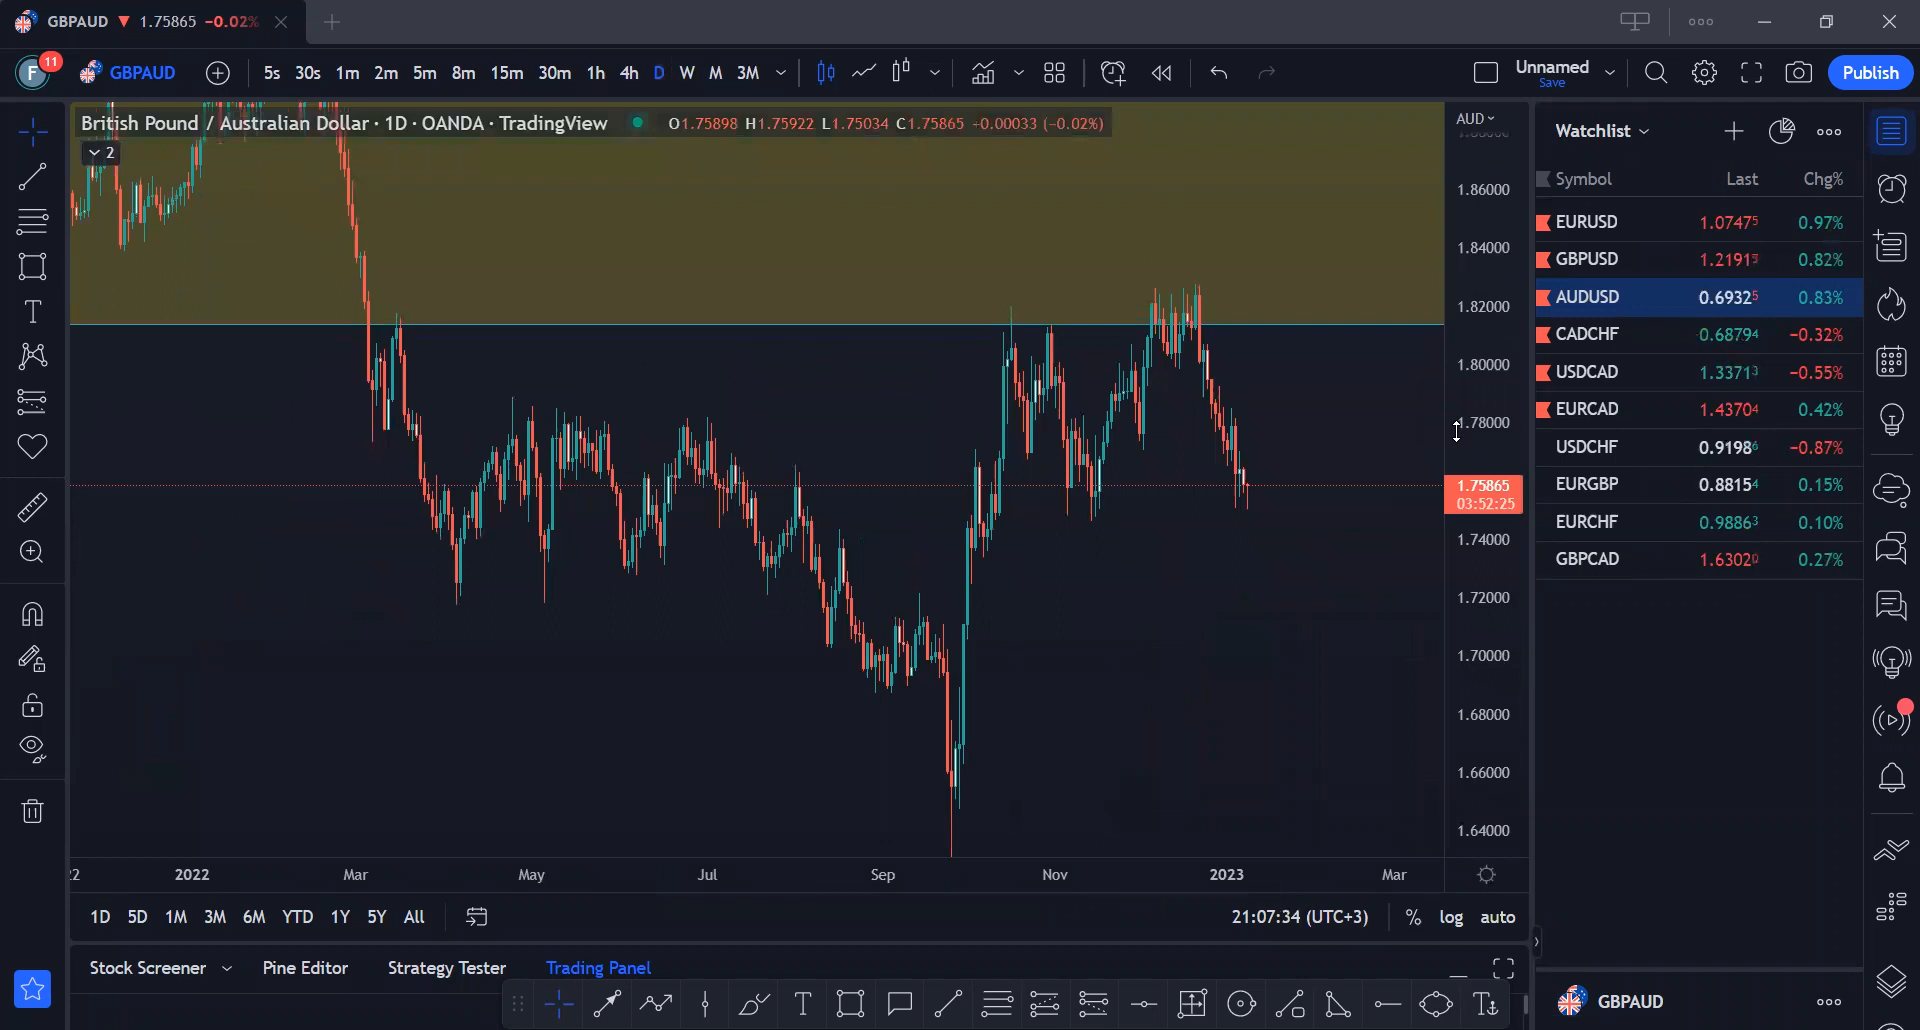 GBPAUD ▼ 1.75865 −0.02%
F 11 GBPAUD 5s 30s 1m 2m 5m 8m 15m 30m 1h 4h D W M 3M Unnamed Save Publish
British Pound / Australian Dollar · 1D · OANDA · TradingView O1.75898 H1.75922 L1.75034 C1.75865 +0.00033 (−0.02%)
2
AUD
1.86000
1.84000
1.82000
1.80000
1.78000
1.75865
03:52:25
1.74000
1.72000
1.70000
1.68000
1.66000
1.64000
2022 Mar May Jul Sep Nov 2023 Mar
1D 5D 1M 3M 6M YTD 1Y 5Y All 21:07:34 (UTC+3) % log auto
Stock Screener Pine Editor Strategy Tester Trading Panel
Watchlist
Symbol Last Chg%
EURUSD 1.07475 0.97%
GBPUSD 1.2191 0.82%
AUDUSD 0.69325 0.83%
CADCHF 0.68794 −0.32%
USDCAD 1.33713 −0.55%
EURCAD 1.43704 0.42%
USDCHF 0.91986 −0.87%
EURGBP 0.88154 0.15%
EURCHF 0.98863 0.10%
GBPCAD 1.6302 0.27%
GBPAUD